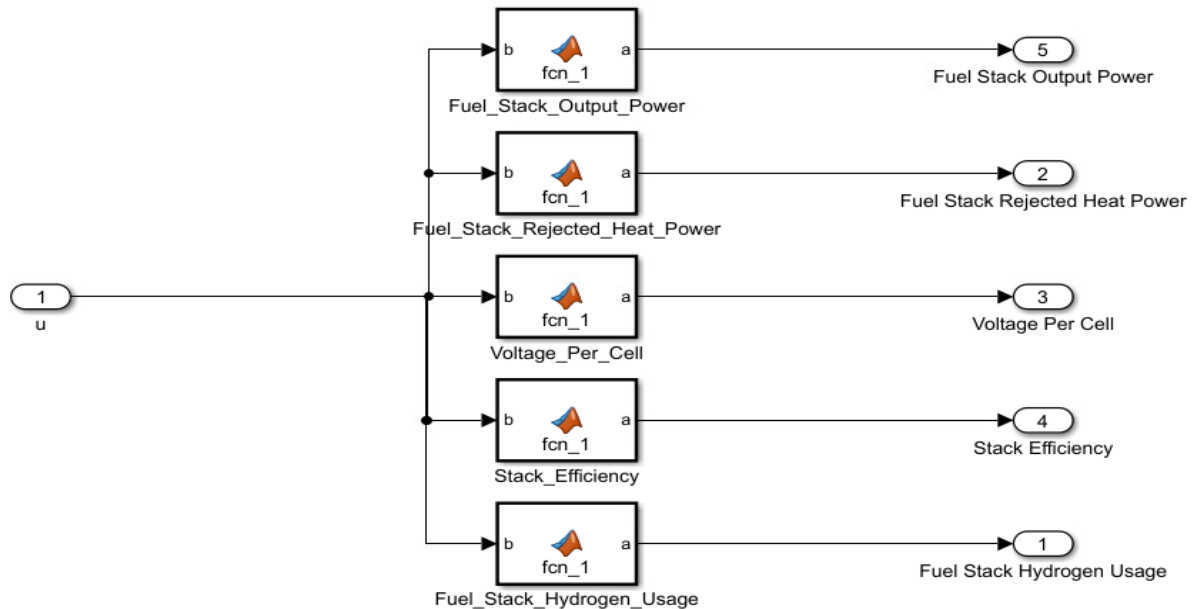 b
a
fcn_1
Fuel_Stack_Output_Power
5
Fuel Stack Output Power
b
a
fcn_1
Fuel_Stack_Rejected_Heat_Power
2
Fuel Stack Rejected Heat Power
1
u
b
a
fcn_1
Voltage_Per_Cell
3
Voltage Per Cell
b
a
fcn_1
Stack_Efficiency
4
Stack Efficiency
b
a
fcn_1
Fuel_Stack_Hydrogen_Usage
1
Fuel Stack Hydrogen Usage